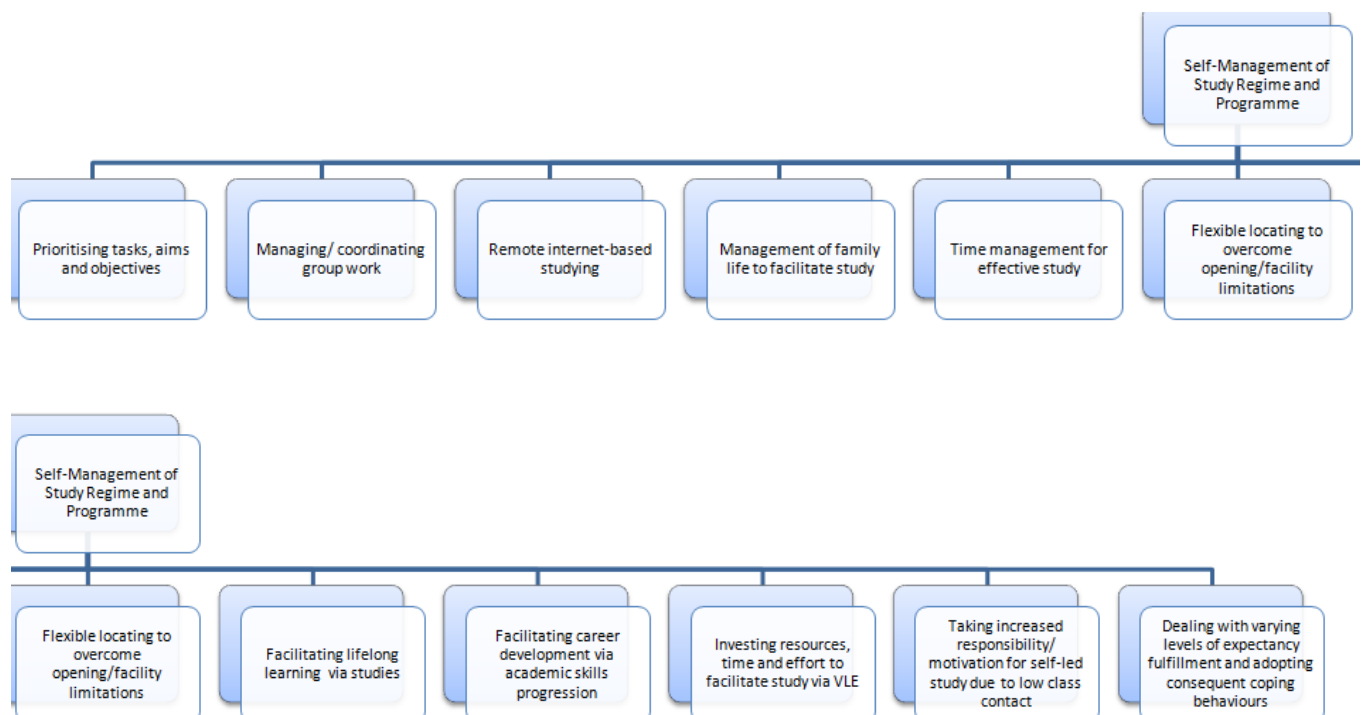 Self-Management of
Study Regime and
Programme
Prioritising tasks, aims
and objectives
Managing/ coordinating
group work
Remote internet-based
studying
Management of family
life to facilitate study
Time management for
effective study
Flexible locating to
overcome
opening/facility
limitations
Self-Management of
Study Regime and
Programme
Flexible locating to
overcome
opening/facility
limitations
Facilitating lifelong
learning via studies
Facilitating career
development via
academic skills
progression
Investing resources,
time and effort to
facilitate study via VLE
Taking increased
responsibility/
motivation for self-led
study due to low class
contact
Dealing with varying
levels of expectancy
fulfillment and adopting
consequent coping
behaviours